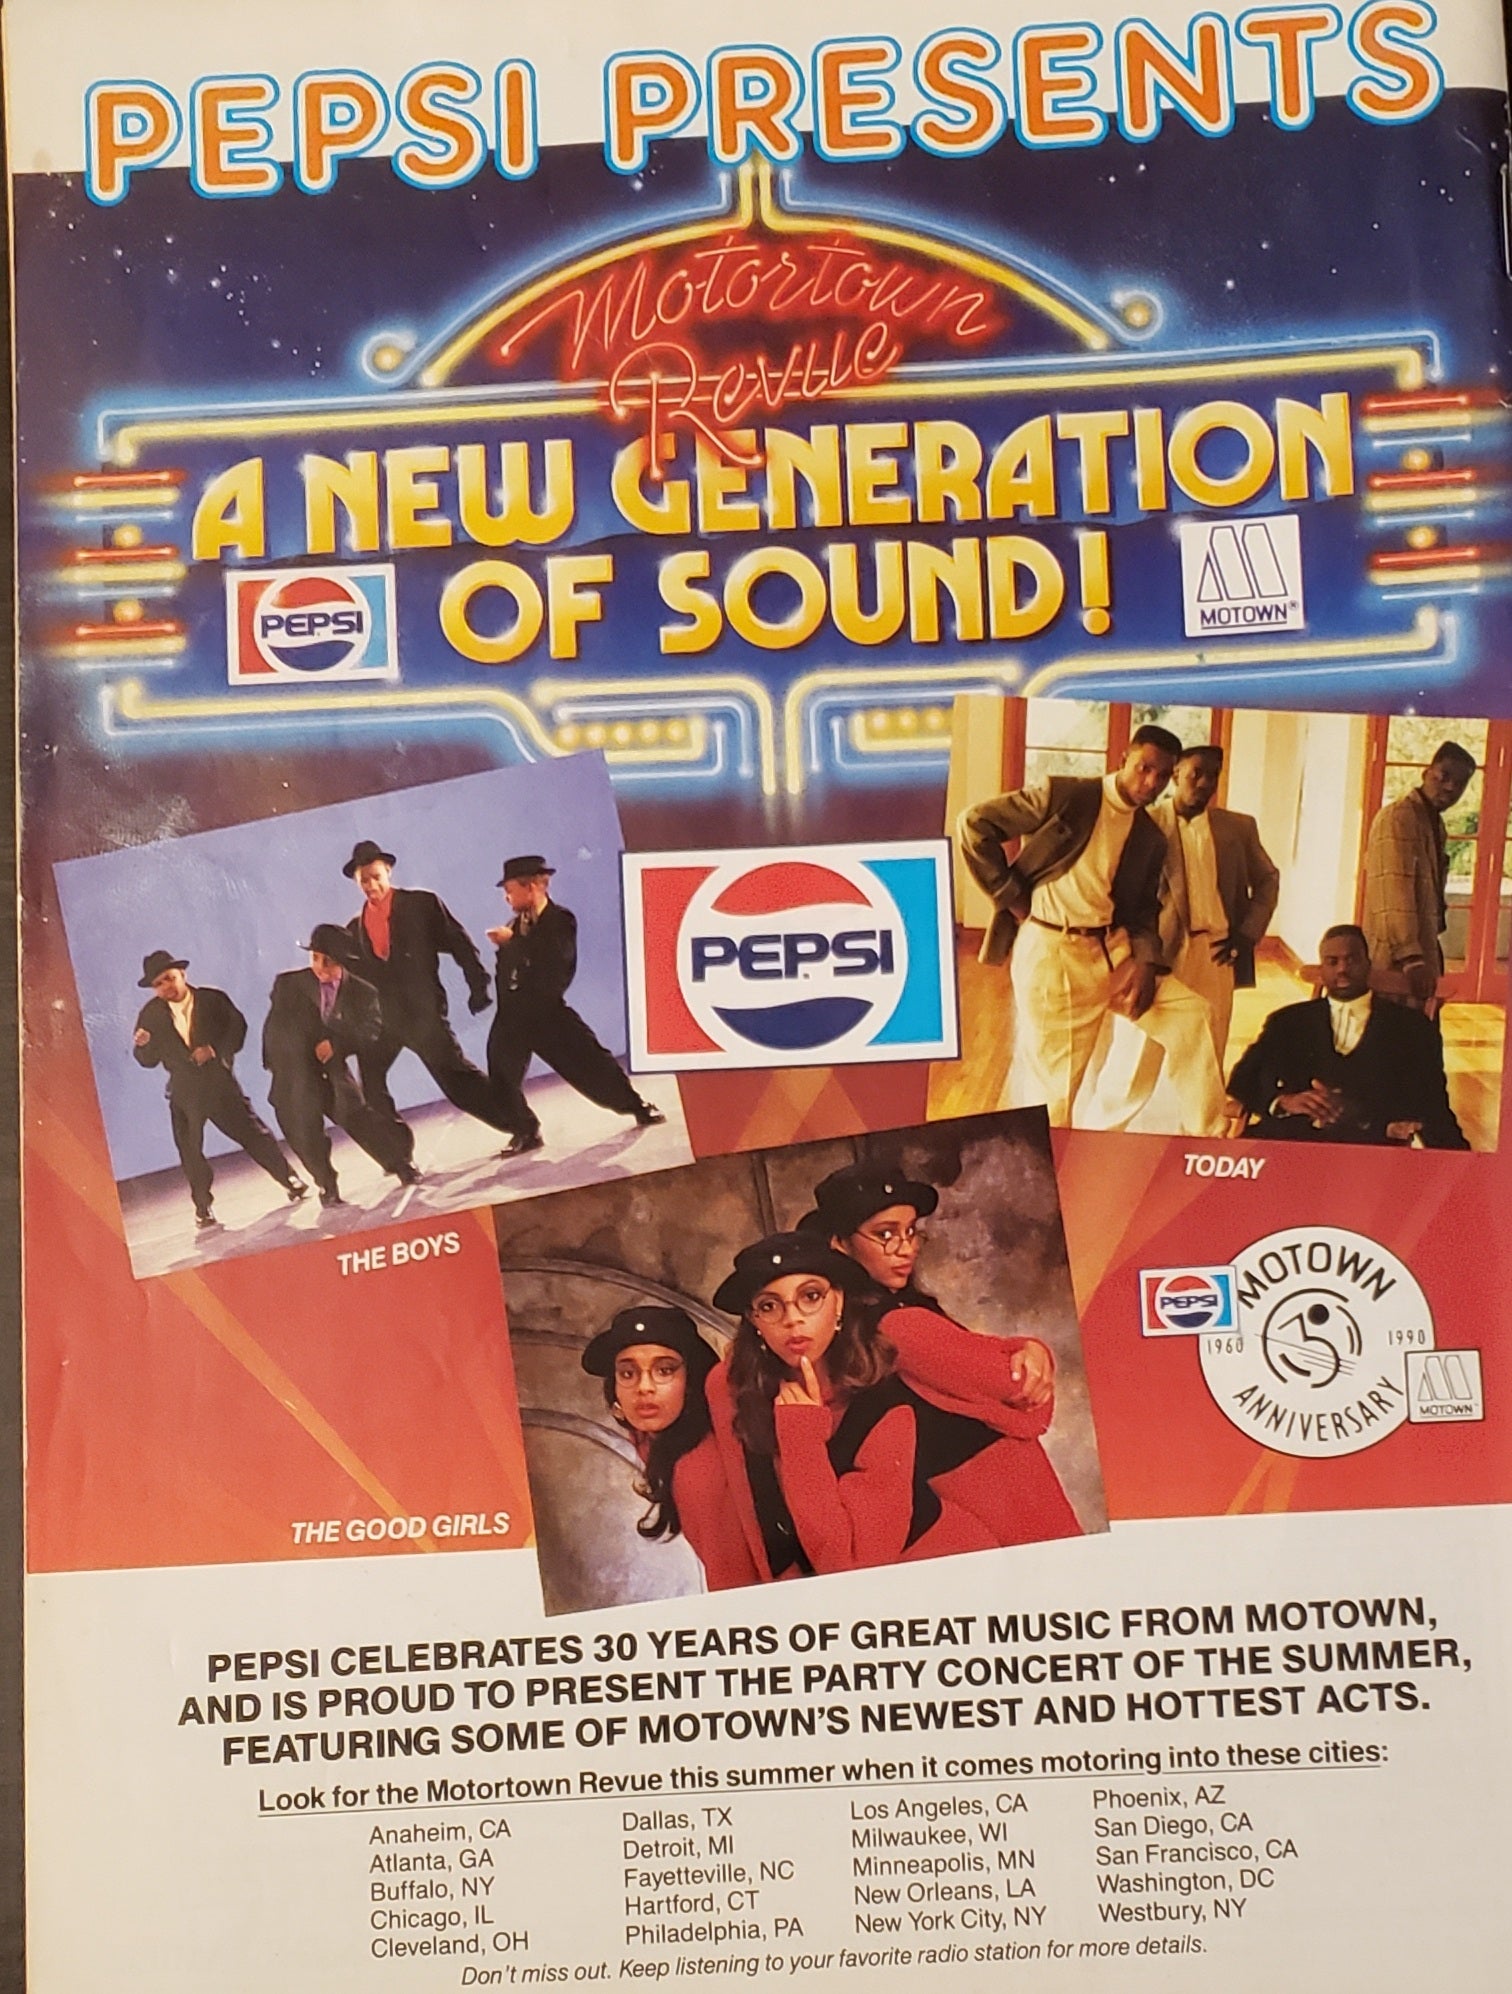 PEPSI PRESENTS
Motortown
Revue
A NEW GENERATION
OF SOUND!
PEPSI
MOTOWN®
PEPSI
TODAY
THE BOYS
MOTOWN
PEPSI
1960
30
1990
ANNIVERSARY
MOTOWN
THE GOOD GIRLS
PEPSI CELEBRATES 30 YEARS OF GREAT MUSIC FROM MOTOWN,
AND IS PROUD TO PRESENT THE PARTY CONCERT OF THE SUMMER,
FEATURING SOME OF MOTOWN'S NEWEST AND HOTTEST ACTS.
Look for the Motortown Revue this summer when it comes motoring into these cities:
Anaheim, CA
Atlanta, GA
Buffalo, NY
Chicago, IL
Cleveland, OH
Dallas, TX
Detroit, MI
Fayetteville, NC
Hartford, CT
Philadelphia, PA
Los Angeles, CA
Milwaukee, WI
Minneapolis, MN
New Orleans, LA
New York City, NY
Phoenix, AZ
San Diego, CA
San Francisco, CA
Washington, DC
Westbury, NY
Don't miss out. Keep listening to your favorite radio station for more details.